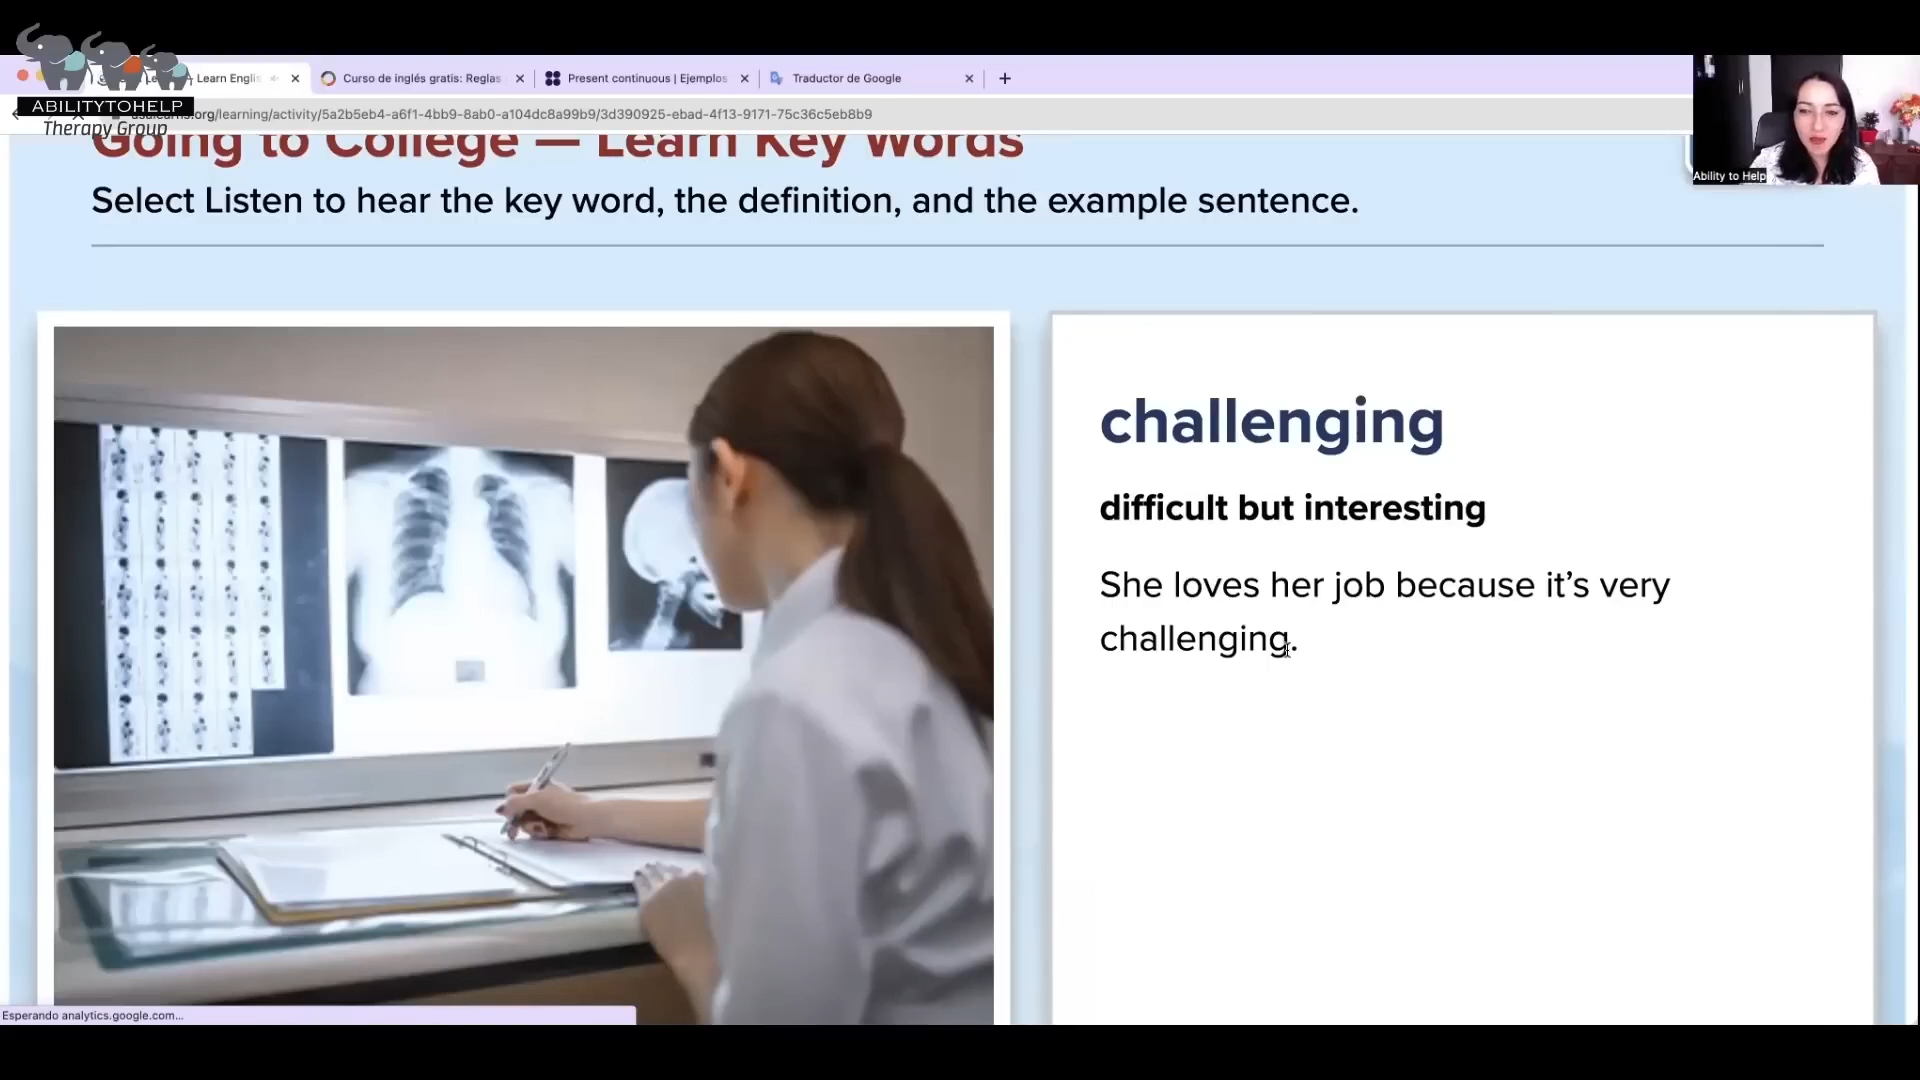 ABILITYTOHELP
Therapy Group
Learn Englis
Curso de inglés gratis: Reglas
Present continuous | Ejemplos
Traductor de Google
.org/learning/activity/5a2b5eb4-a6f1-4bb9-8ab0-a104dc8a99b9/3d390925-ebad-4f13-9171-75c36c5eb8b9
Ability to Help
Going to College — Learn Key Words
Select Listen to hear the key word, the definition, and the example sentence.
challenging
difficult but interesting
She loves her job because it’s very
challenging.
Esperando analytics.google.com...